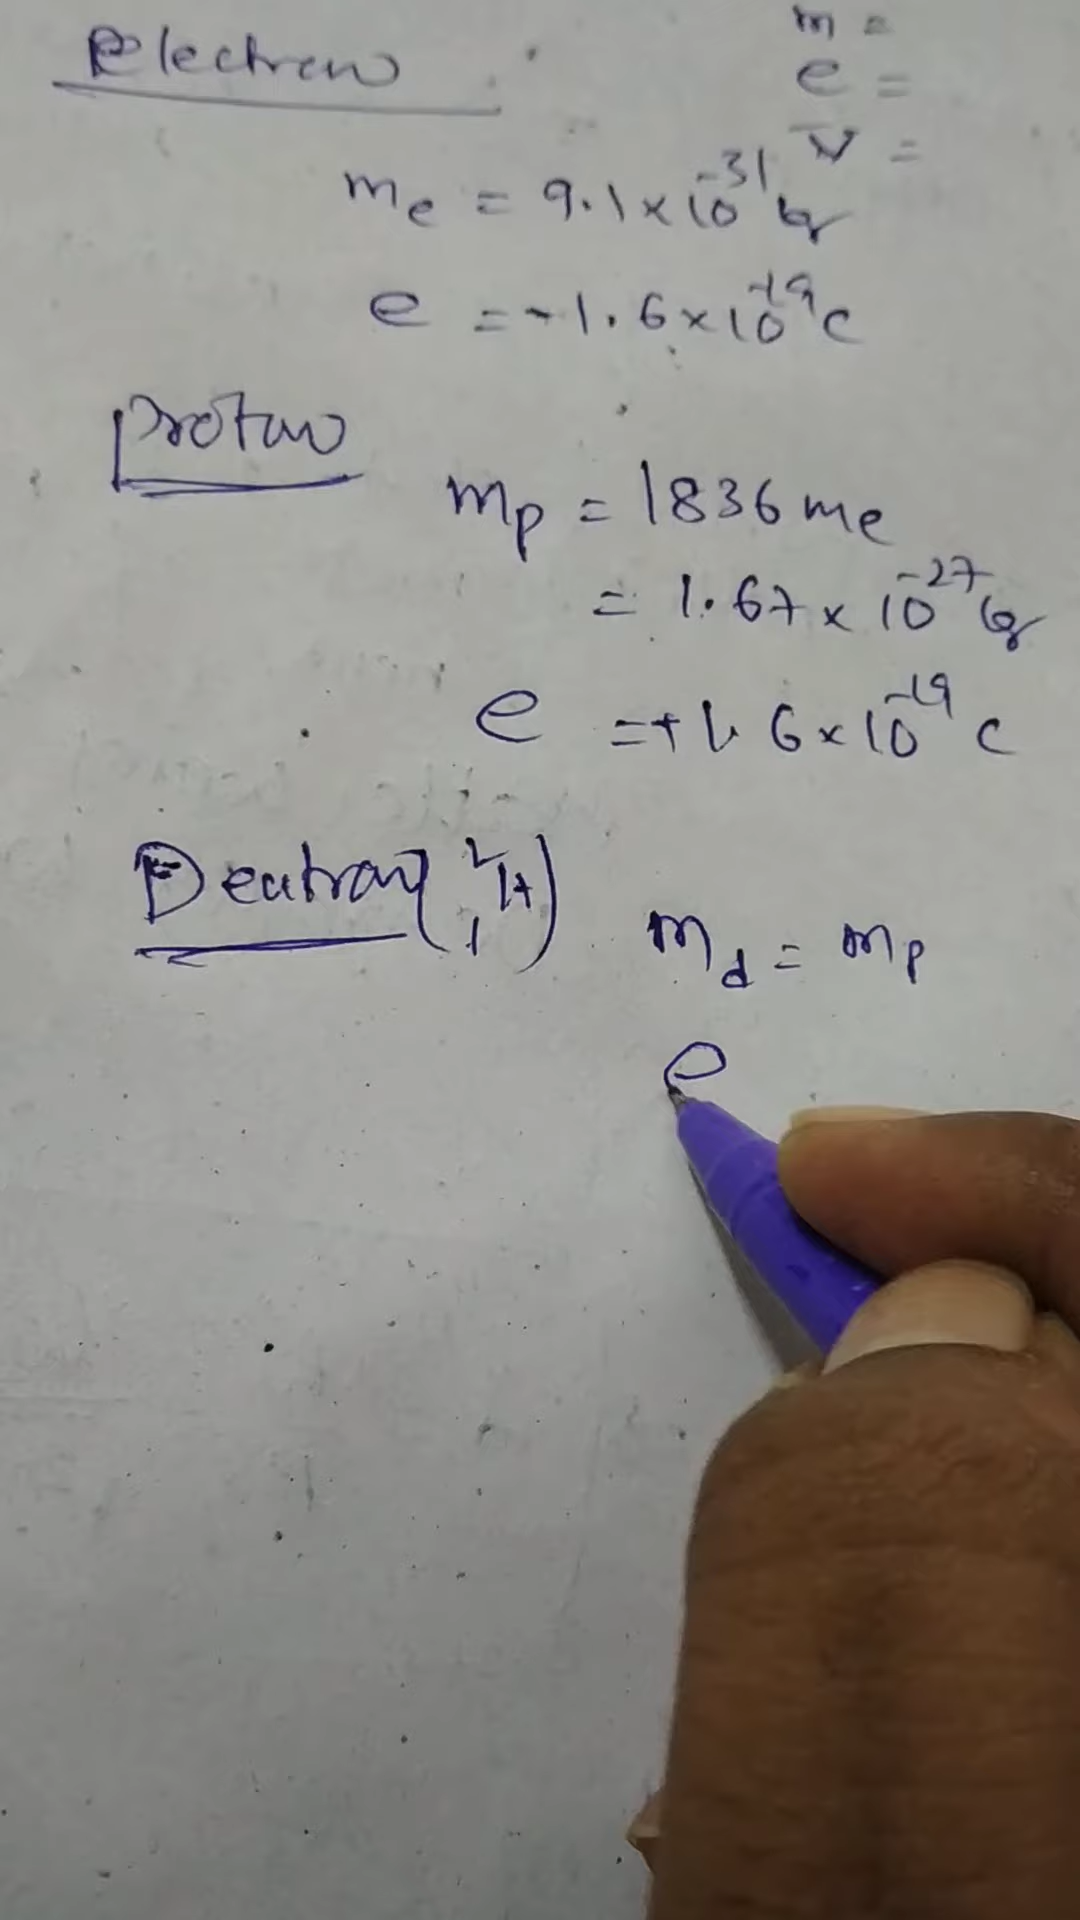 Electron
m =
e =
v =
me = 9.1 × 10⁻³¹ kg
e = -1.6 × 10⁻¹⁹ c
Proton
mp = 1836 me
= 1.67 × 10⁻²⁷ kg
e = +1.6 × 10⁻¹⁹ c
Deutron (²₁H)
md = mp
e